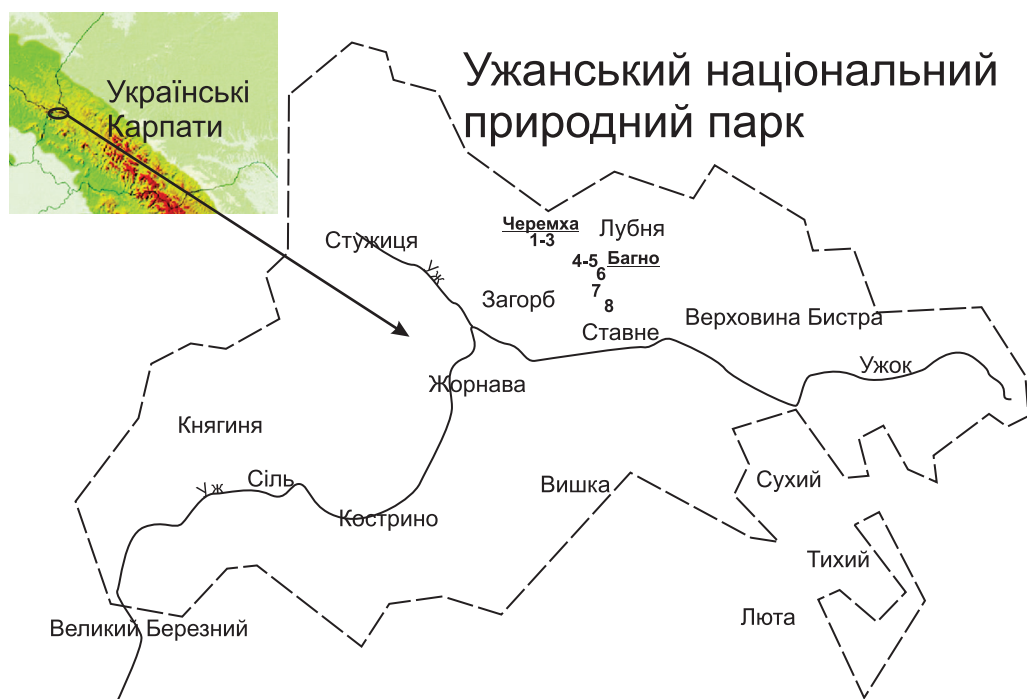 Українські
Карпати
Ужанський національний
природний парк
Черемха
1-3
Лубня
Стужиця
Уж
4-5 Багно
6
7
8
Загорб
Ставне
Верховина Бистра
Ужок
Жорнава
Княгиня
Сіль
Уж
Кострино
Вишка
Сухий
Тихий
Люта
Великий Березний